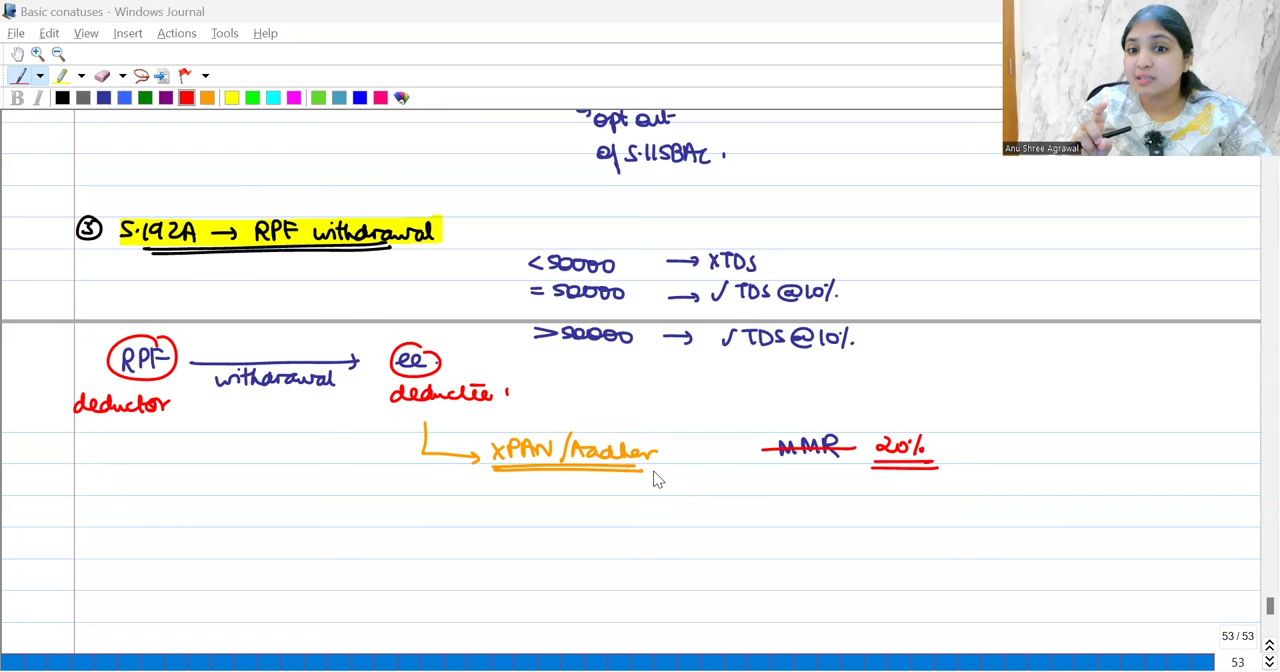 Basic conatuses - Windows Journal
File Edit View Insert Actions Tools Help
B I
Anu Shree Agrawal
opt out
of S.115BAC.
③ S.192A → RPF withdrawal
< 50000 → XTDS
= 50000 → ✓ TDS @10%.
> 50000 → ✓ TDS @10%.
RPF withdrawal → ee.
deductor deductee.
XPAN/Aadhar MMR 20%
53 / 53
53